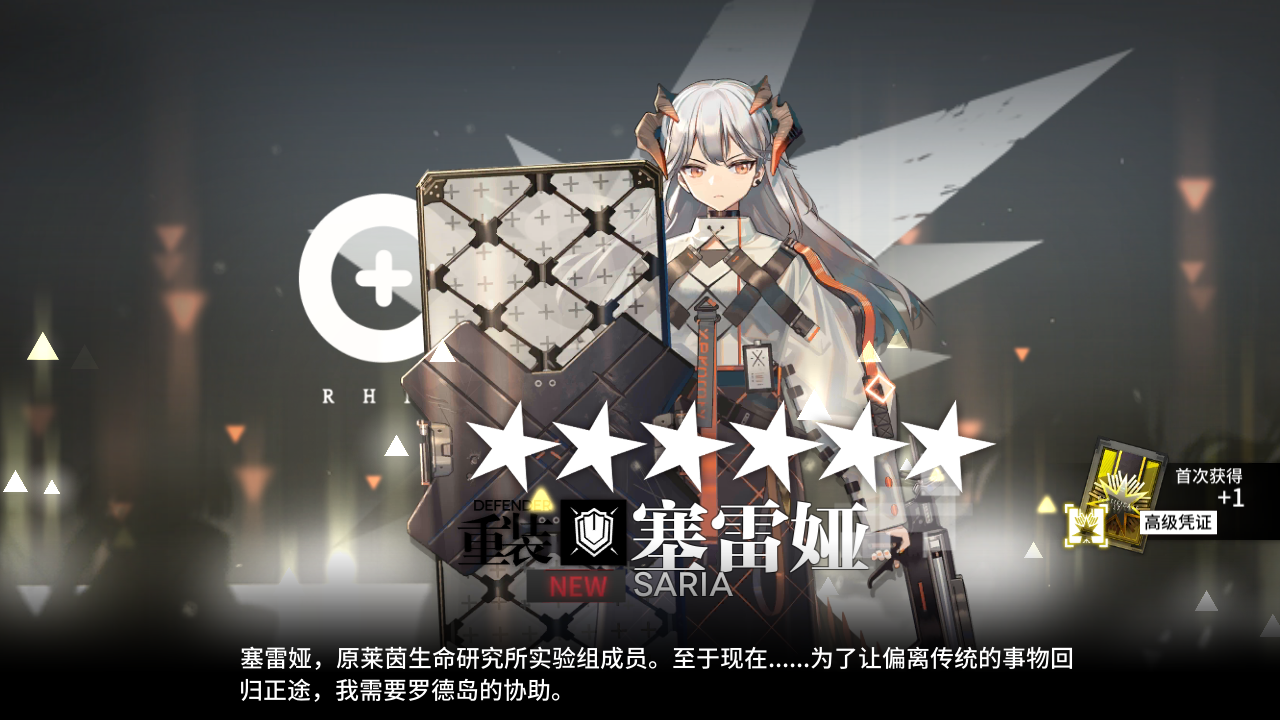 R H I
DEFENDER
重装
塞雷娅
NEW
SARIA
首次获得
+1
高级凭证
塞雷娅，原莱茵生命研究所实验组成员。至于现在......为了让偏离传统的事物回
归正途，我需要罗德岛的协助。